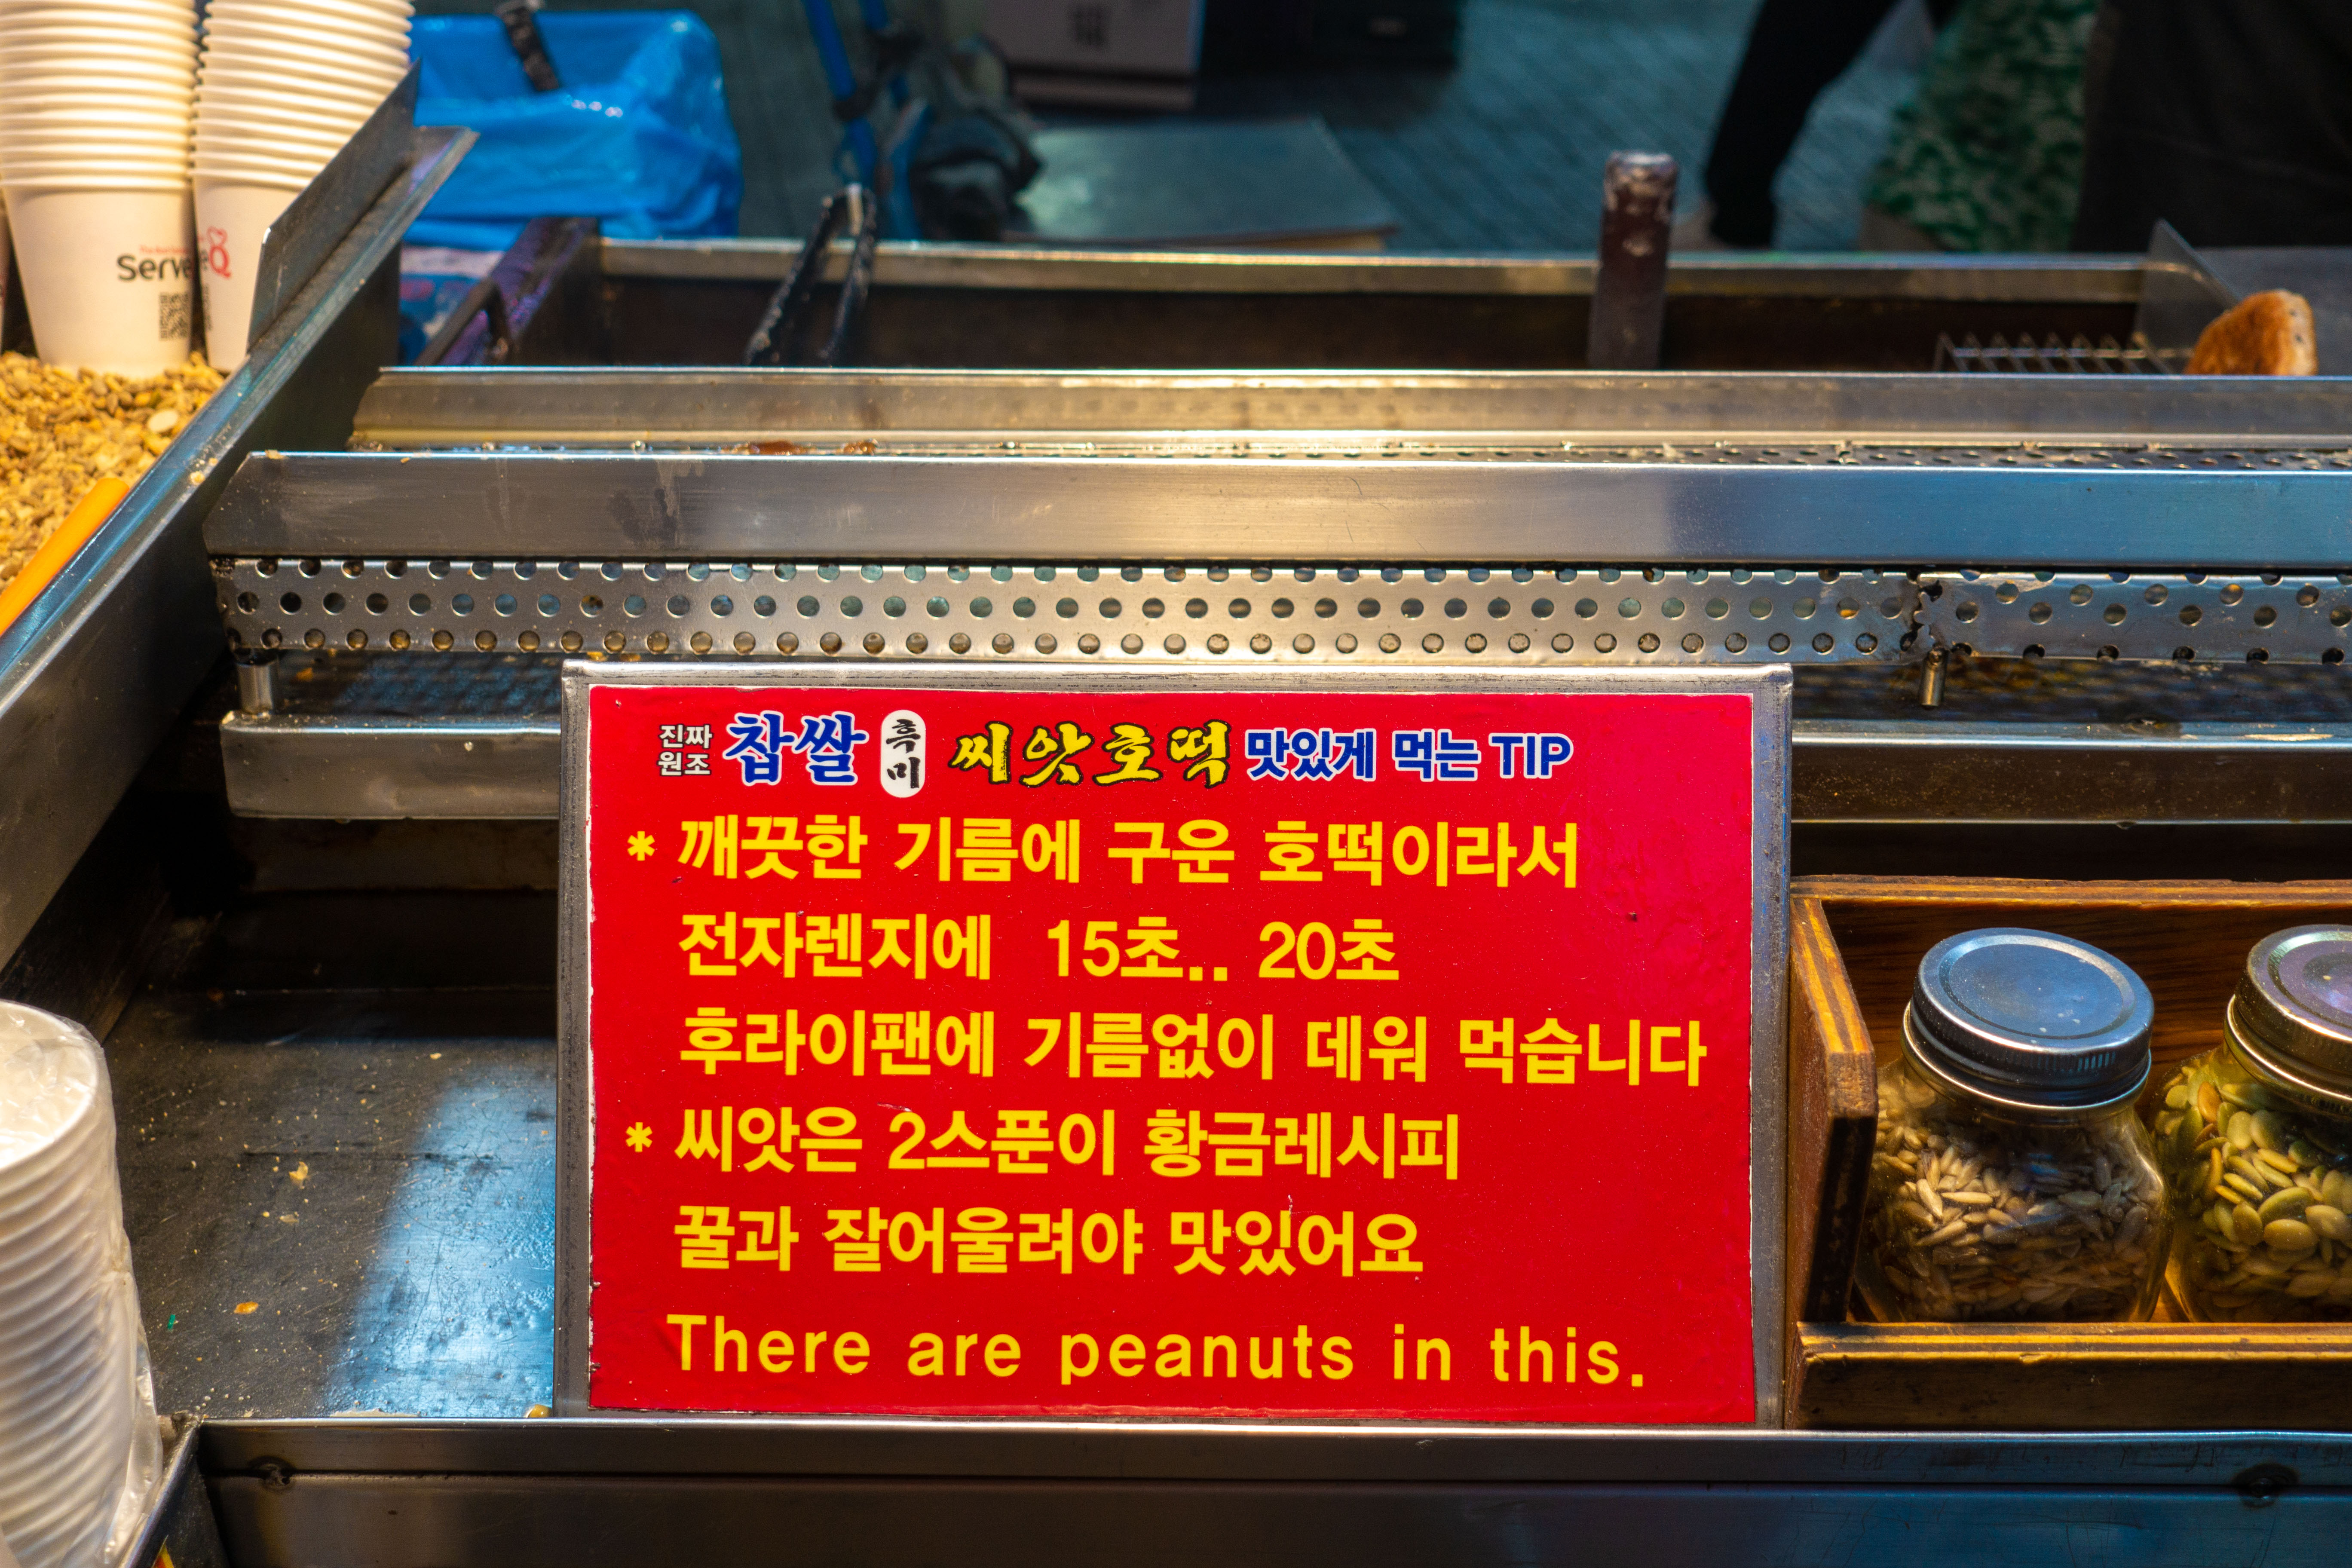 Serve Q
진짜 원조 찹쌀 흑미 씨앗호떡 맛있게 먹는 TIP
* 깨끗한 기름에 구운 호떡이라서
전자렌지에 15초.. 20초
후라이팬에 기름없이 데워 먹습니다
* 씨앗은 2스푼이 황금레시피
꿀과 잘어울려야 맛있어요
There are peanuts in this.